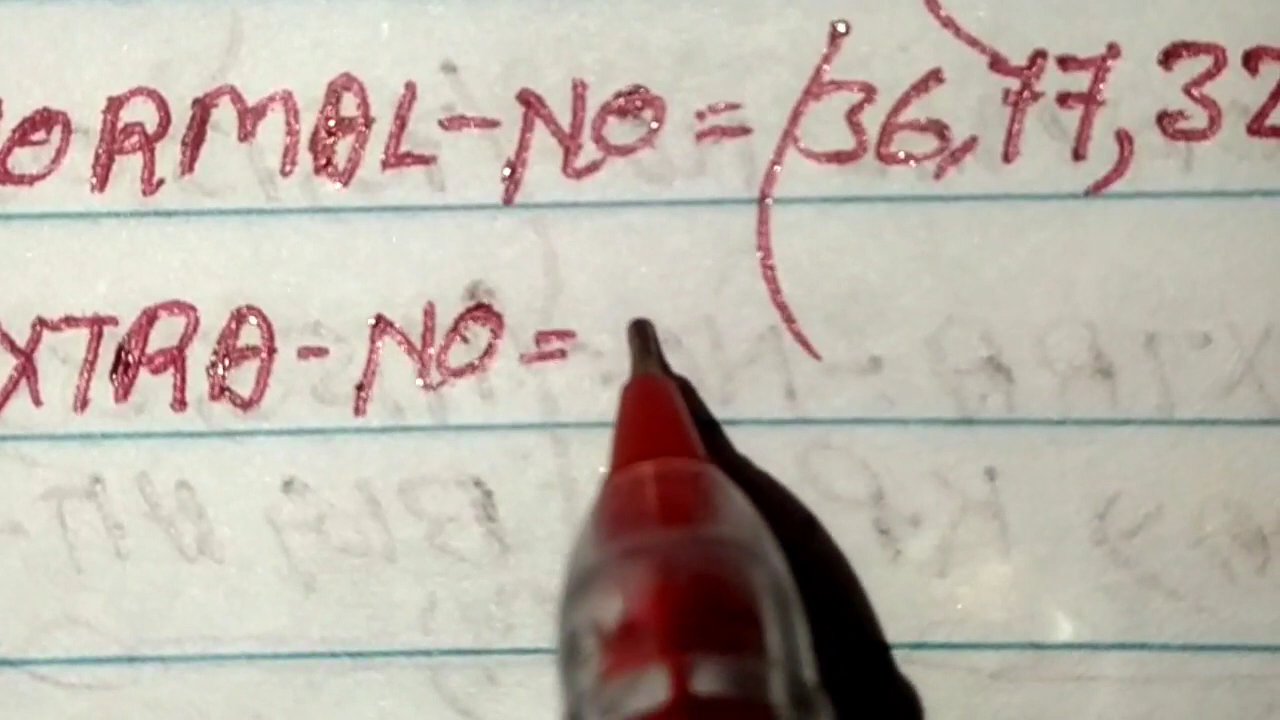 ORMAL-NO = (36, 77, 32
XTRA-NO =